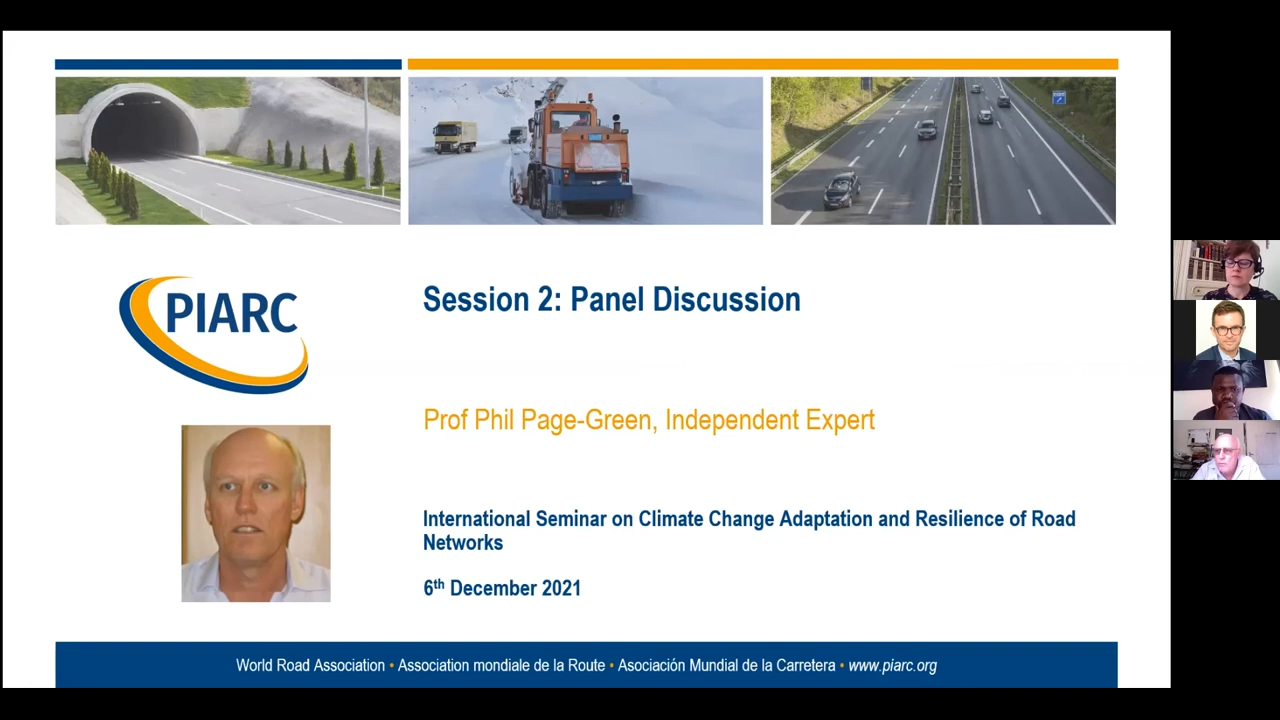 PIARC
Session 2: Panel Discussion
Prof Phil Page-Green, Independent Expert
International Seminar on Climate Change Adaptation and Resilience of Road
Networks
6th December 2021
World Road Association • Association mondiale de la Route • Asociación Mundial de la Carretera • www.piarc.org